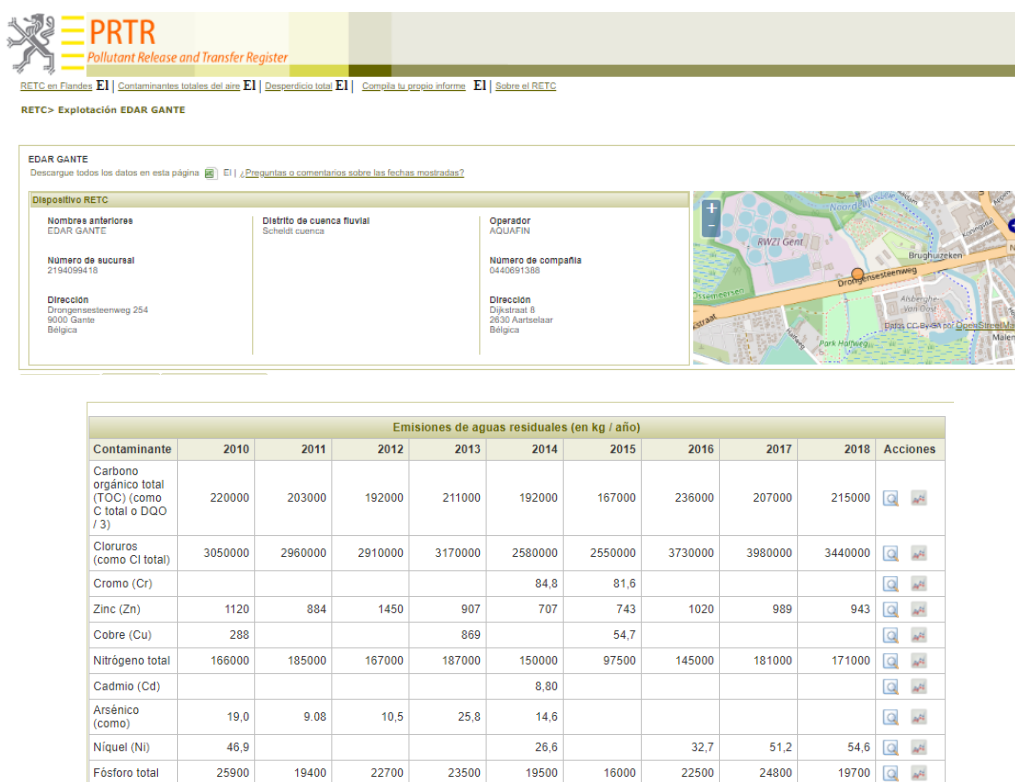 PRTR
Pollutant Release and Transfer Register
RETC en Flandes El | Contaminantes totales del aire El | Desperdicio total El | Compila tu propio informe El | Sobre el RETC
RETC> Explotación EDAR GANTE
EDAR GANTE
Descargue todos los datos en esta página El | ¿Preguntas o comentarios sobre las fechas mostradas?
Dispositivo RETC
Nombres anteriores
EDAR GANTE
Número de sucursal
2194099418
Dirección
Drongensesteenweg 254
9000 Gante
Bélgica
Distrito de cuenca fluvial
Scheldt cuenca
Operador
AQUAFIN
Número de compañía
0440691388
Dirección
Dijkstraat 8
2630 Aartselaar
Bélgica
+
-
RWZI Gent
Brughuizeken
Drongensesteenweg
Ossemeersen
Park Halfweg
Emisiones de aguas residuales (en kg / año)
Contaminante 2010 2011 2012 2013 2014 2015 2016 2017 2018 Acciones
Carbono
orgánico total
(TOC) (como
C total o DQO
/ 3)
220000 203000 192000 211000 192000 167000 236000 207000 215000
Cloruros
(como Cl total)
3050000 2960000 2910000 3170000 2580000 2550000 3730000 3980000 3440000
Cromo (Cr) 84,8 81,6
Zinc (Zn) 1120 884 1450 907 707 743 1020 989 943
Cobre (Cu) 288 869 54,7
Nitrógeno total 166000 185000 167000 187000 150000 97500 145000 181000 171000
Cadmio (Cd) 8,80
Arsénico
(como)
19,0 9.08 10,5 25,8 14,6
Níquel (Ni) 46,9 26,6 32,7 51,2 54,6
Fósforo total 25900 19400 22700 23500 19500 16000 22500 24800 19700